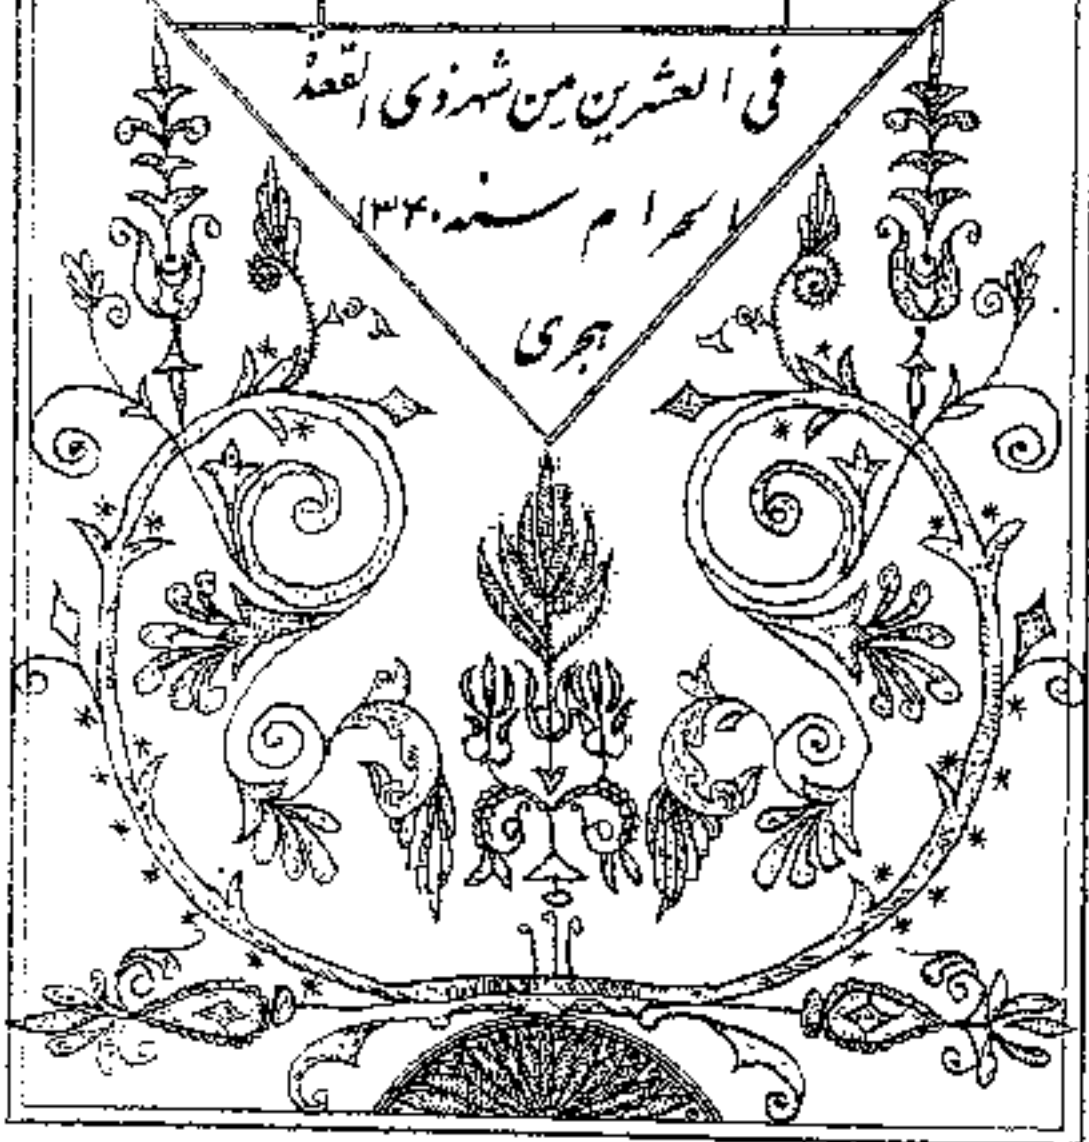 فی العشرین من شهر ذی القعدة
الحرام سنه ۱۳۴۰
هجری